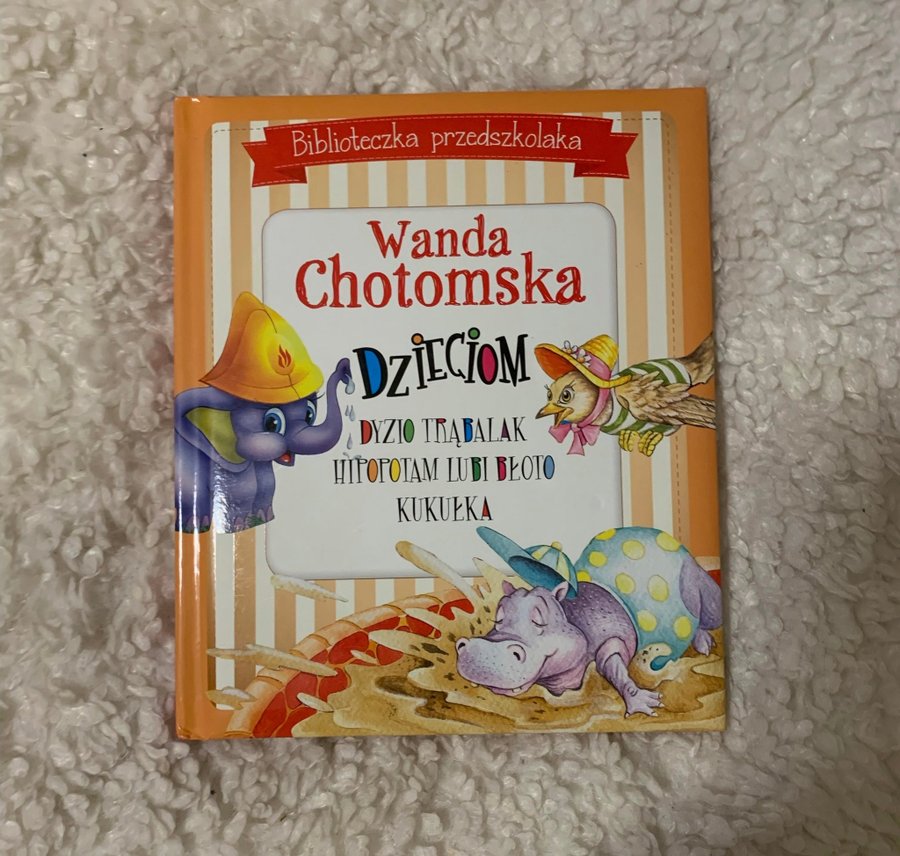 Biblioteczka przedszkolaka
Wanda
Chotomska
DZIECIOM
DYZIO TRĄBALAK
HIPOPOTAM LUBI BŁOTO
KUKUŁKA